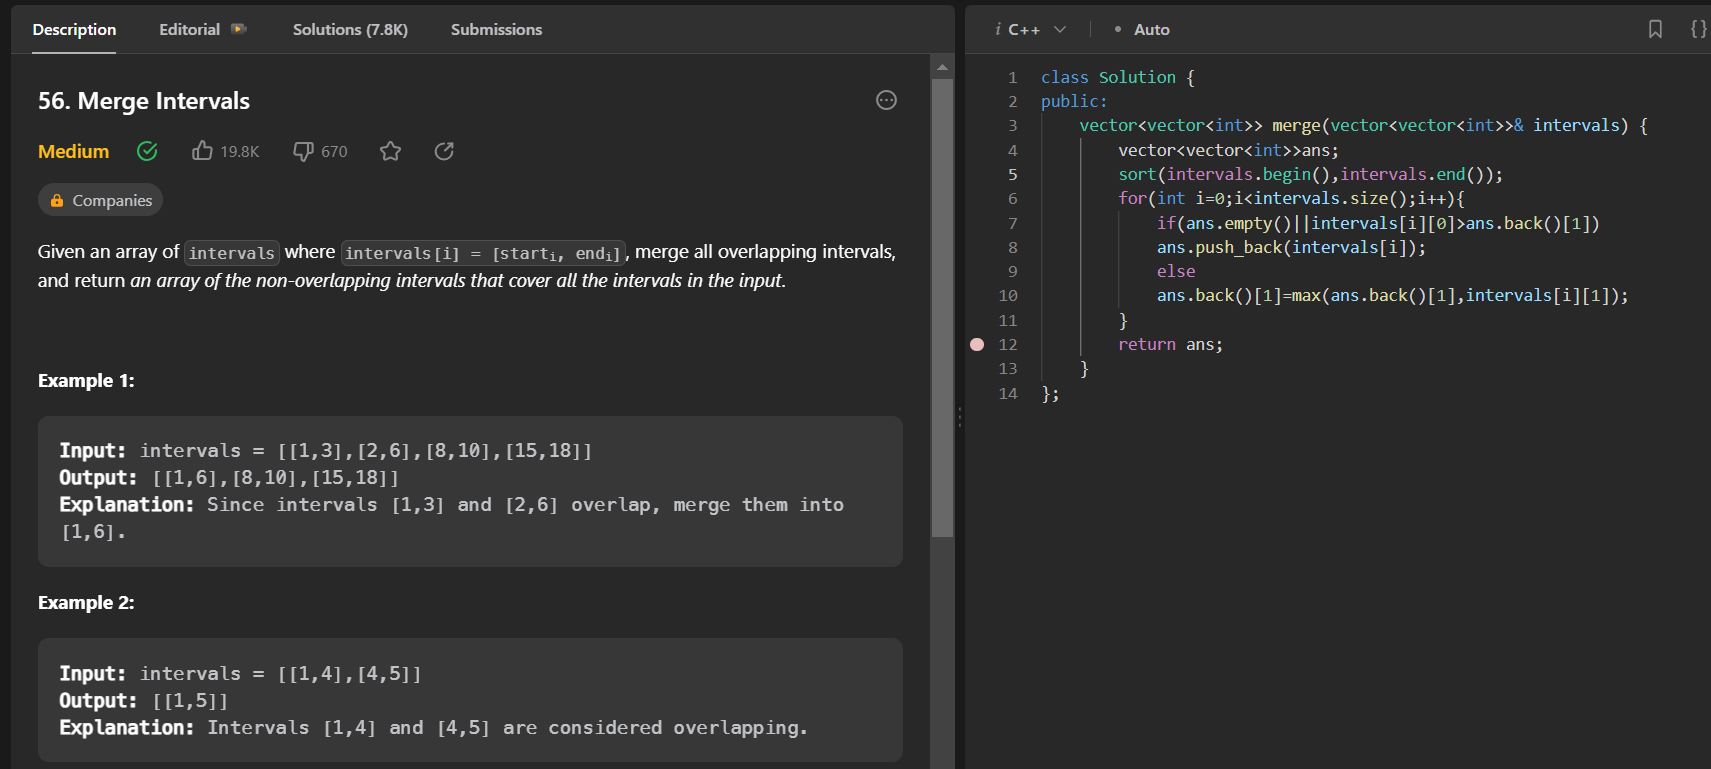 Description Editorial Solutions (7.8K) Submissions
56. Merge Intervals
Medium 19.8K 670
Companies
Given an array of intervals where intervals[i] = [starti, endi], merge all overlapping intervals,
and return an array of the non-overlapping intervals that cover all the intervals in the input.
Example 1:
Input: intervals = [[1,3],[2,6],[8,10],[15,18]]
Output: [[1,6],[8,10],[15,18]]
Explanation: Since intervals [1,3] and [2,6] overlap, merge them into
[1,6].
Example 2:
Input: intervals = [[1,4],[4,5]]
Output: [[1,5]]
Explanation: Intervals [1,4] and [4,5] are considered overlapping.
i C++ • Auto {}
1 class Solution {
2 public:
3 vector<vector<int>> merge(vector<vector<int>>& intervals) {
4 vector<vector<int>>ans;
5 sort(intervals.begin(),intervals.end());
6 for(int i=0;i<intervals.size();i++){
7 if(ans.empty()||intervals[i][0]>ans.back()[1])
8 ans.push_back(intervals[i]);
9 else
10 ans.back()[1]=max(ans.back()[1],intervals[i][1]);
11 }
12 return ans;
13 }
14 };